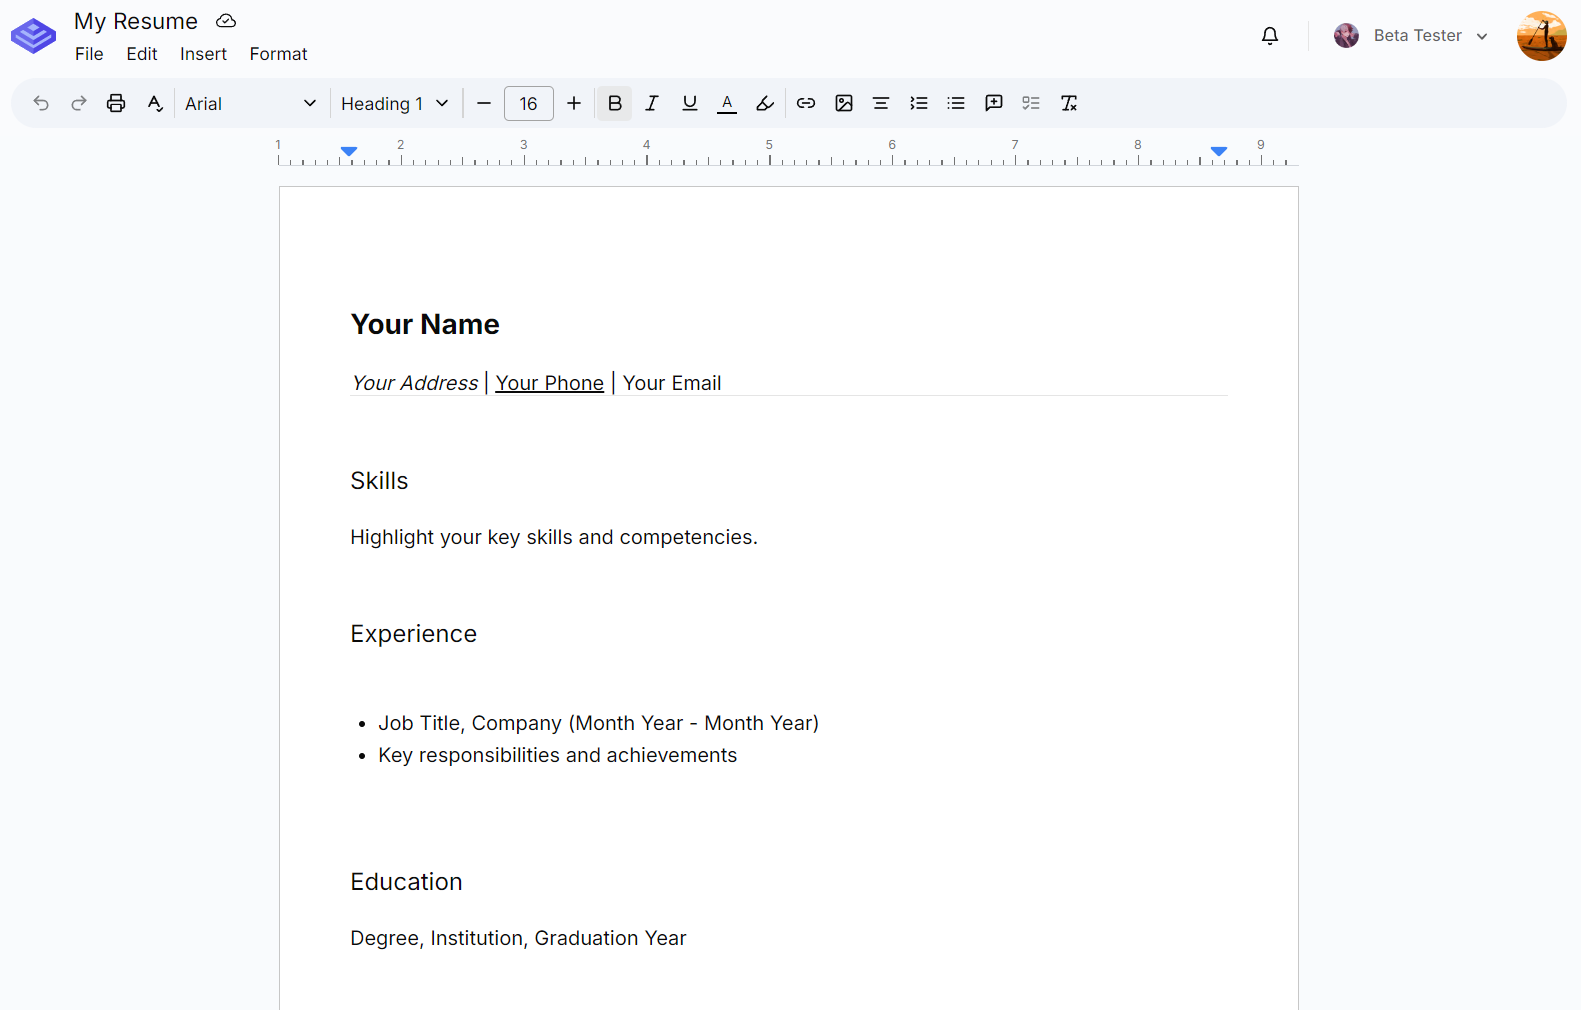 My Resume
File Edit Insert Format
Beta Tester
Arial Heading 1 16 B I U A
1 2 3 4 5 6 7 8 9
Your Name
Your Address | Your Phone | Your Email
Skills
Highlight your key skills and competencies.
Experience
• Job Title, Company (Month Year - Month Year)
• Key responsibilities and achievements
Education
Degree, Institution, Graduation Year